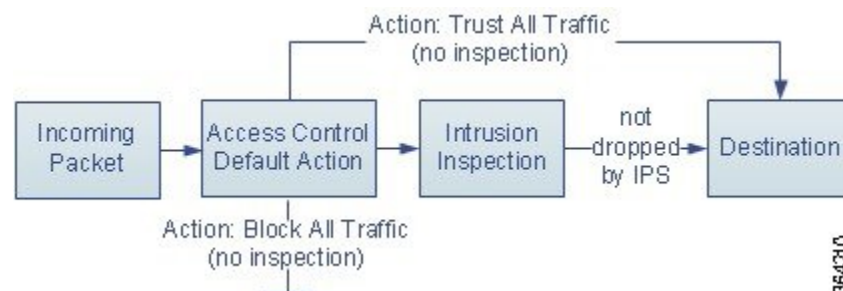 Action: Trust All Traffic
(no inspection)
Incoming
Packet
Access Control
Default Action
Intrusion
Inspection
not
dropped
by IPS
Destination
Action: Block All Traffic
(no inspection)